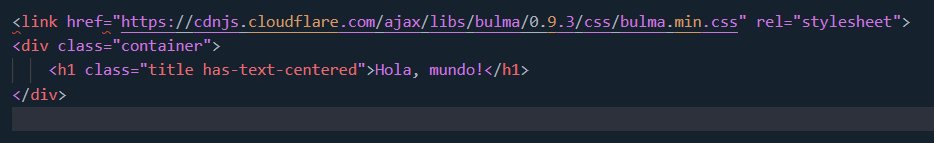 <link href="https://cdnjs.cloudflare.com/ajax/libs/bulma/0.9.3/css/bulma.min.css" rel="stylesheet">
<div class="container">
    <h1 class="title has-text-centered">Hola, mundo!</h1>
</div>